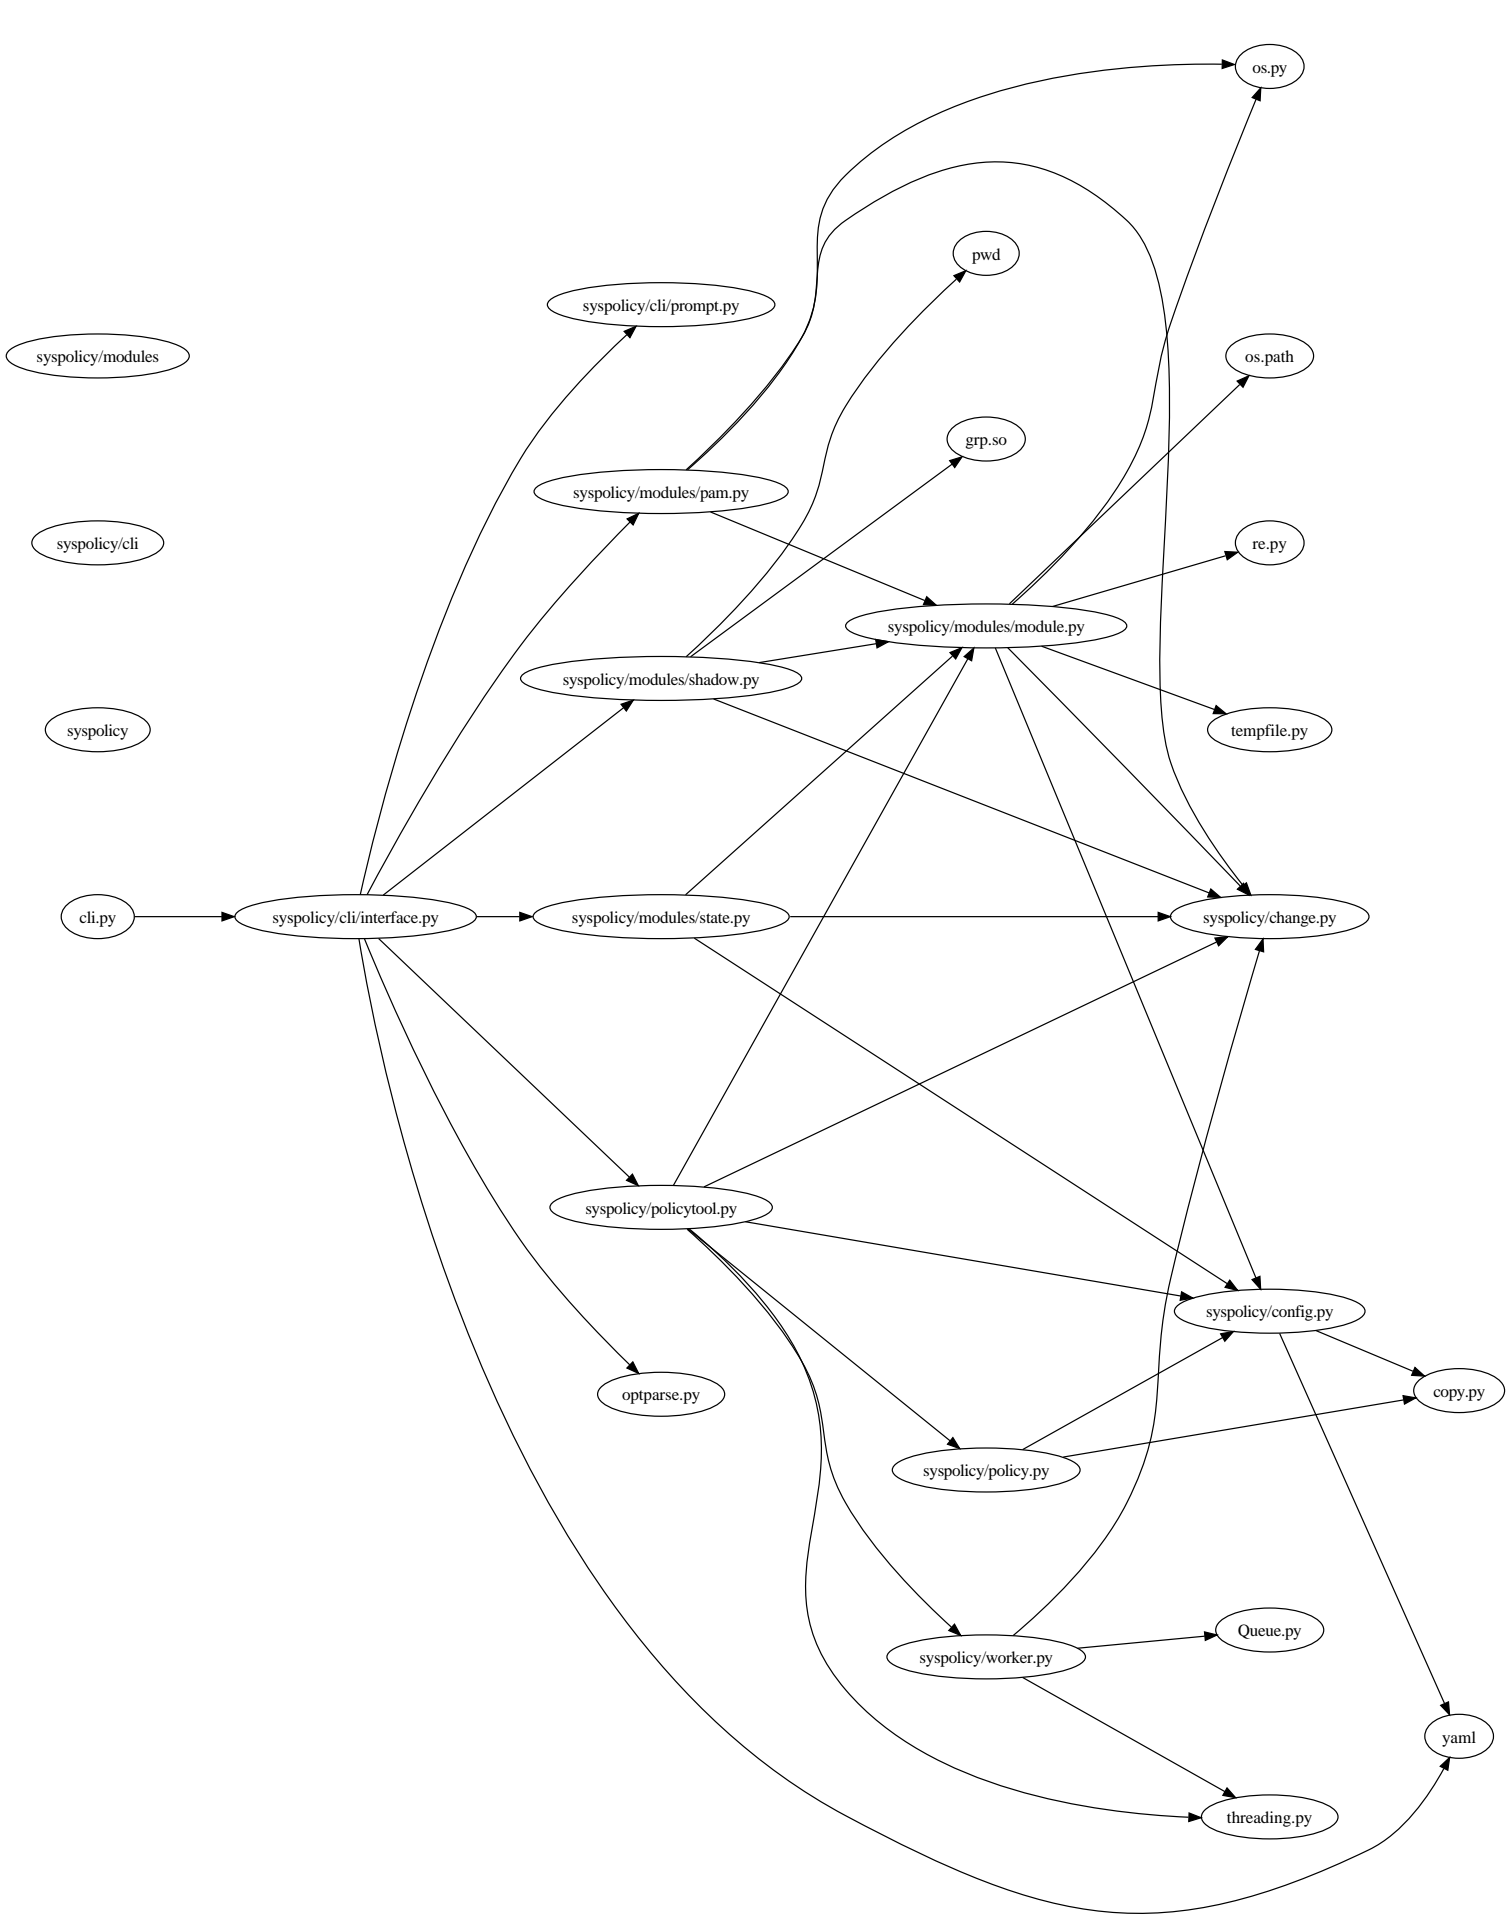 os.py
pwd
syspolicy/cli/prompt.py
syspolicy/modules
os.path
grp.so
syspolicy/modules/pam.py
syspolicy/cli
re.py
syspolicy/modules/module.py
syspolicy/modules/shadow.py
syspolicy
tempfile.py
cli.py
syspolicy/cli/interface.py
syspolicy/modules/state.py
syspolicy/change.py
syspolicy/policytool.py
syspolicy/config.py
optparse.py
copy.py
syspolicy/policy.py
Queue.py
syspolicy/worker.py
yaml
threading.py